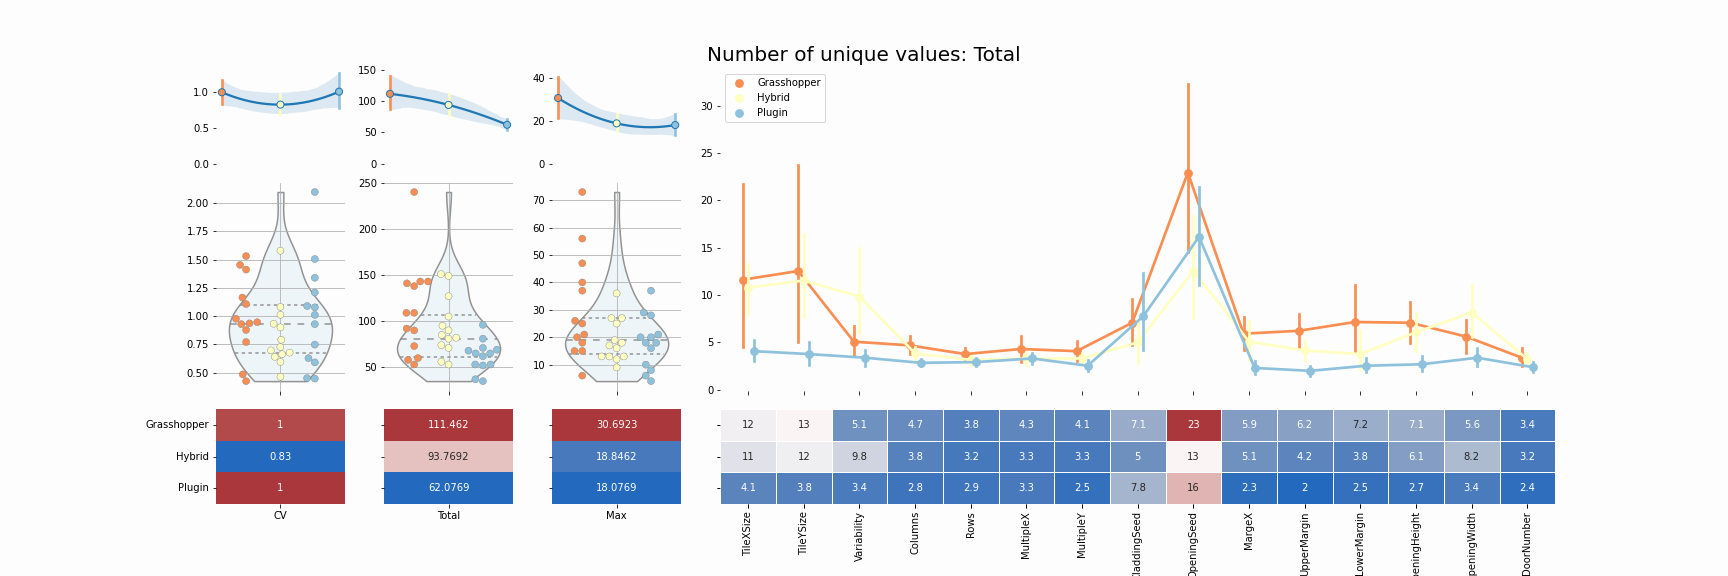 Number of unique values: Total
Grasshopper
Hybrid
Plugin
1.0
0.5
0.0
150
100
50
0
40
20
0
30
25
20
15
10
5
0
2.00
1.75
1.50
1.25
1.00
0.75
0.50
250
200
150
100
50
70
60
50
40
30
20
10
Grasshopper 1 111.462 30.6923 12 13 5.1 4.7 3.8 4.3 4.1 7.1 23 5.9 6.2 7.2 7.1 5.6 3.4
Hybrid 0.83 93.7692 18.8462 11 12 9.8 3.8 3.2 3.3 3.3 5 13 5.1 4.2 3.8 6.1 8.2 3.2
Plugin 1 62.0769 18.0769 4.1 3.8 3.4 2.8 2.9 3.3 2.5 7.8 16 2.3 2 2.5 2.7 3.4 2.4
CV
Total
Max
TileXSize
TileYSize
Variability
Columns
Rows
MultipleX
MultipleY
CladdingSeed
OpeningSeed
MargeX
UpperMargin
LowerMargin
peningHeight
peningWidth
DoorNumber